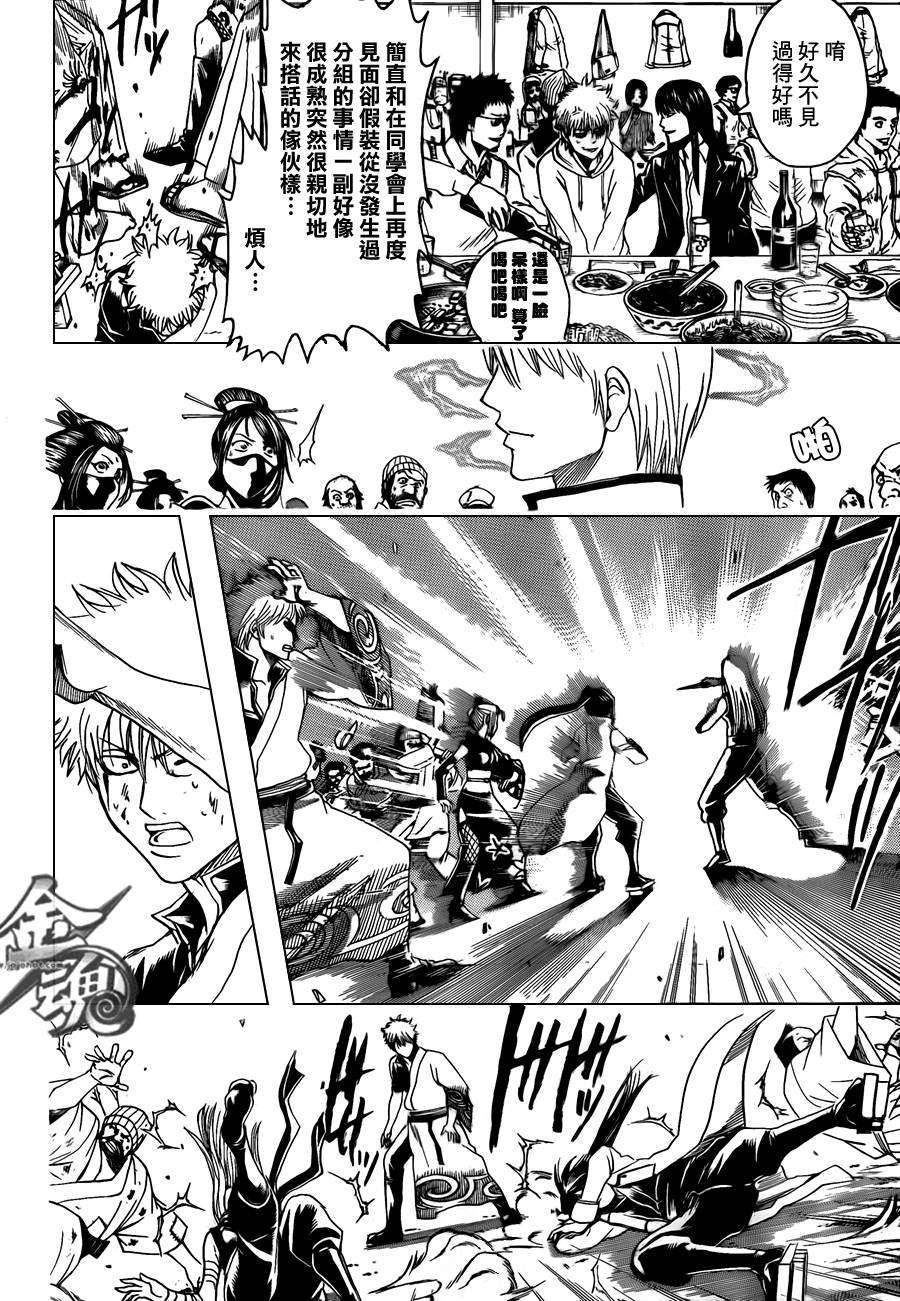 唷
好久不見
過得好嗎
還是一臉
呆樣啊 算了
喝吧喝吧
簡直和在同學會上再度
見面卻假裝從沒發生過
分組的事情一副好像
很成熟突然很親切地
來搭話的傢伙樣…
煩人…